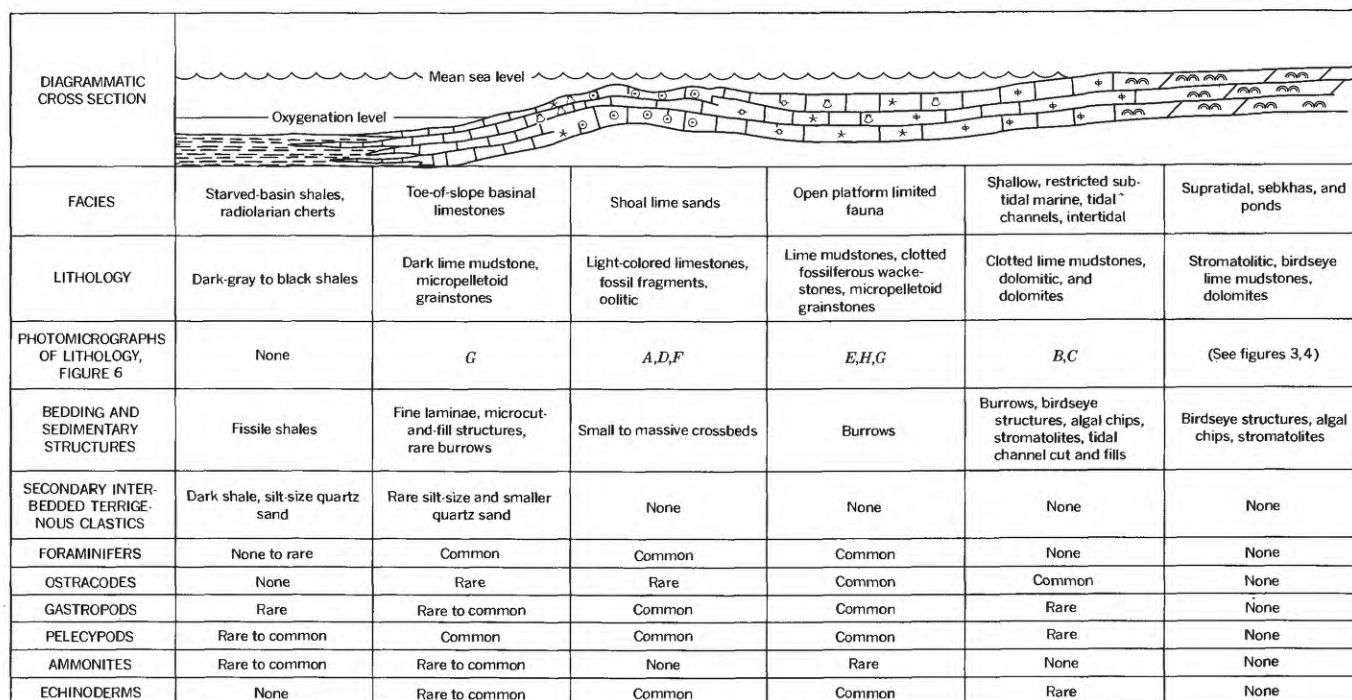 DIAGRAMMATIC
CROSS SECTION
Mean sea level
Oxygenation level
FACIES
Starved-basin shales,
radiolarian cherts
Toe-of-slope basinal
limestones
Shoal lime sands
Open platform limited
fauna
Shallow, restricted sub-
tidal marine, tidal
channels, intertidal
Supratidal, sebkhas, and
ponds
LITHOLOGY
Dark-gray to black shales
Dark lime mudstone,
micropelletoid
grainstones
Light-colored limestones,
fossil fragments,
oolitic
Lime mudstones, clotted
fossilferous wacke-
stones, micropelletoid
grainstones
Clotted lime mudstones,
dolomitic, and
dolomites
Stromatolitic, birdseye
lime mudstones,
dolomites
PHOTOMICROGRAPHS
OF LITHOLOGY,
FIGURE 6
None
G
A,D,F
E,H,G
B,C
(See figures 3,4)
BEDDING AND
SEDIMENTARY
STRUCTURES
Fissile shales
Fine laminae, microcut-
and-fill structures,
rare burrows
Small to massive crossbeds
Burrows
Burrows, birdseye
structures, algal chips,
stromatolites, tidal
channel cut and fills
Birdseye structures, algal
chips, stromatolites
SECONDARY INTER-
BEDDED TERRIGE-
NOUS CLASTICS
Dark shale, silt-size quartz
sand
Rare silt-size and smaller
quartz sand
None
None
None
None
FORAMINIFERS
None to rare
Common
Common
Common
None
None
OSTRACODES
None
Rare
Rare
Common
Common
None
GASTROPODS
Rare
Rare to common
Common
Common
Rare
None
PELECYPODS
Rare to common
Common
Common
Common
Rare
None
AMMONITES
Rare to common
Rare to common
None
Rare
None
None
ECHINODERMS
None
Rare to common
Common
Common
Rare
None